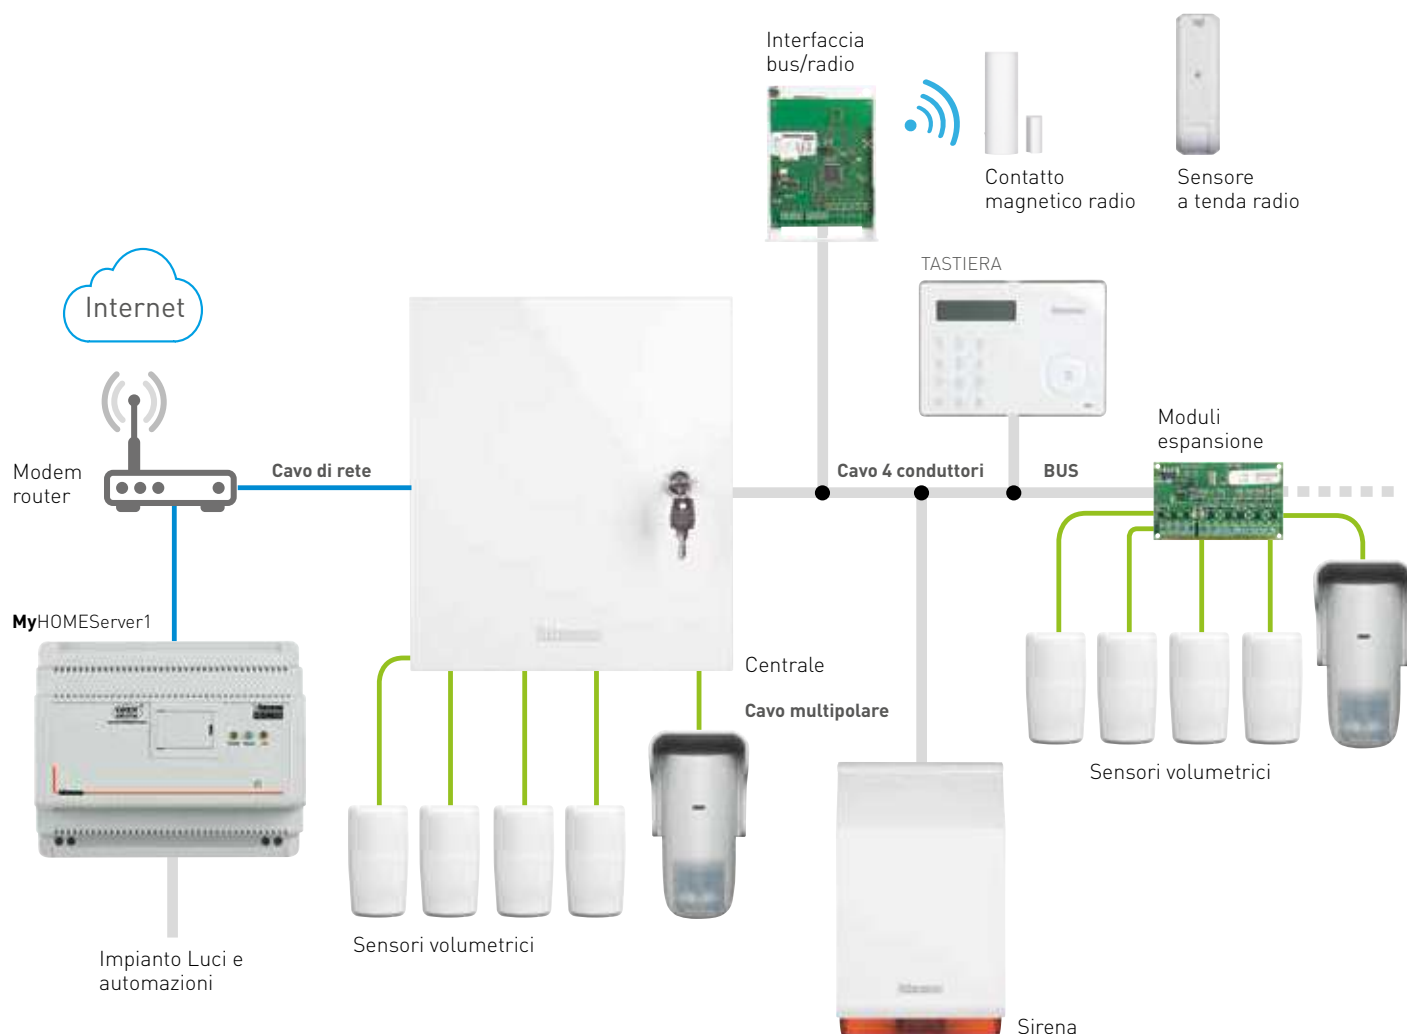 Interfaccia
bus/radio
Contatto
magnetico radio
Sensore
a tenda radio
TASTIERA
Internet
Modem
router
Cavo di rete
Cavo 4 conduttori
BUS
Moduli
espansione
MyHOMEServer1
Centrale
Cavo multipolare
Sensori volumetrici
Sensori volumetrici
Impianto Luci e
automazioni
Sirena